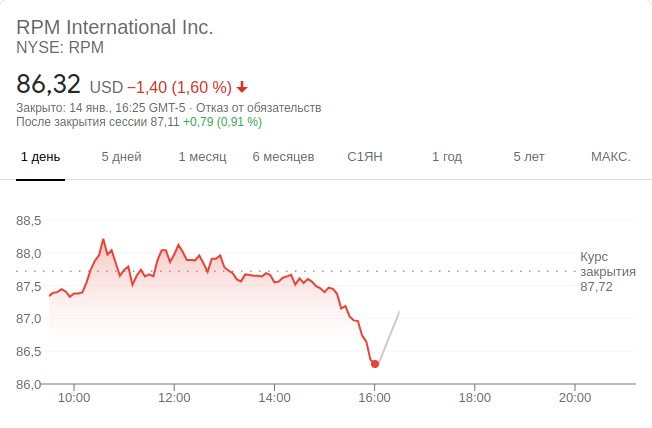 RPM International Inc.
NYSE: RPM
86,32 USD −1,40 (1,60 %)
Закрыто: 14 янв., 16:25 GMT-5 · Отказ от обязательств
После закрытия сессии 87,11 +0,79 (0,91 %)
1 день 5 дней 1 месяц 6 месяцев С1ЯН 1 год 5 лет МАКС.
88,5
88,0
Курс
закрытия
87,72
87,5
87,0
86,5
86,0
10:00 12:00 14:00 16:00 18:00 20:00